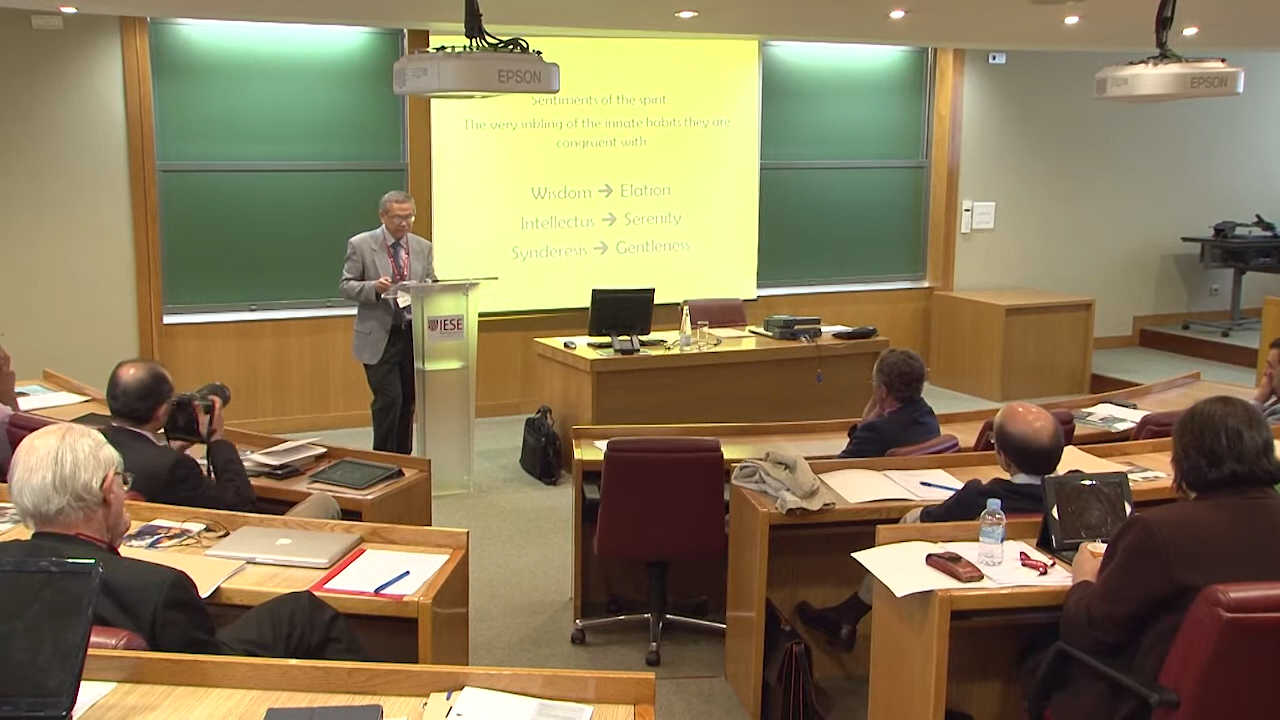 EPSON
EPSON
Sentiments of the spirit
The very inkling of the innate habits they are
congruent with
Wisdom → Elation
Intellectus → Serenity
Synderesis → Gentleness
IESE